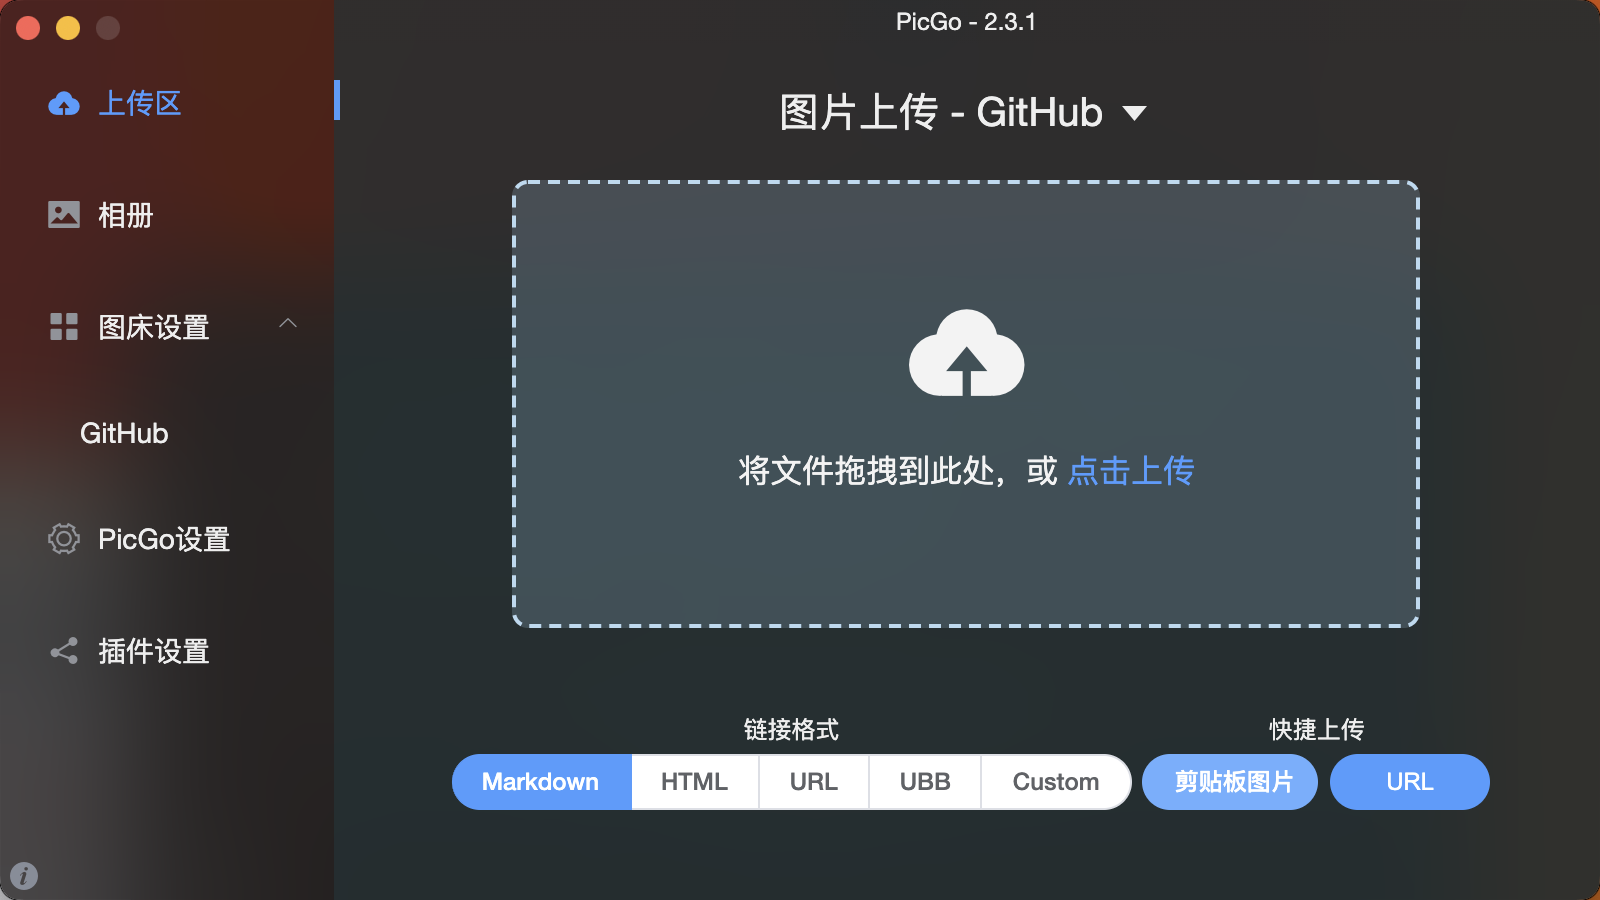 PicGo - 2.3.1
上传区
相册
图床设置
GitHub
PicGo设置
插件设置
图片上传 - GitHub
将文件拖拽到此处，或 点击上传
链接格式
Markdown HTML URL UBB Custom
快捷上传
剪贴板图片 URL